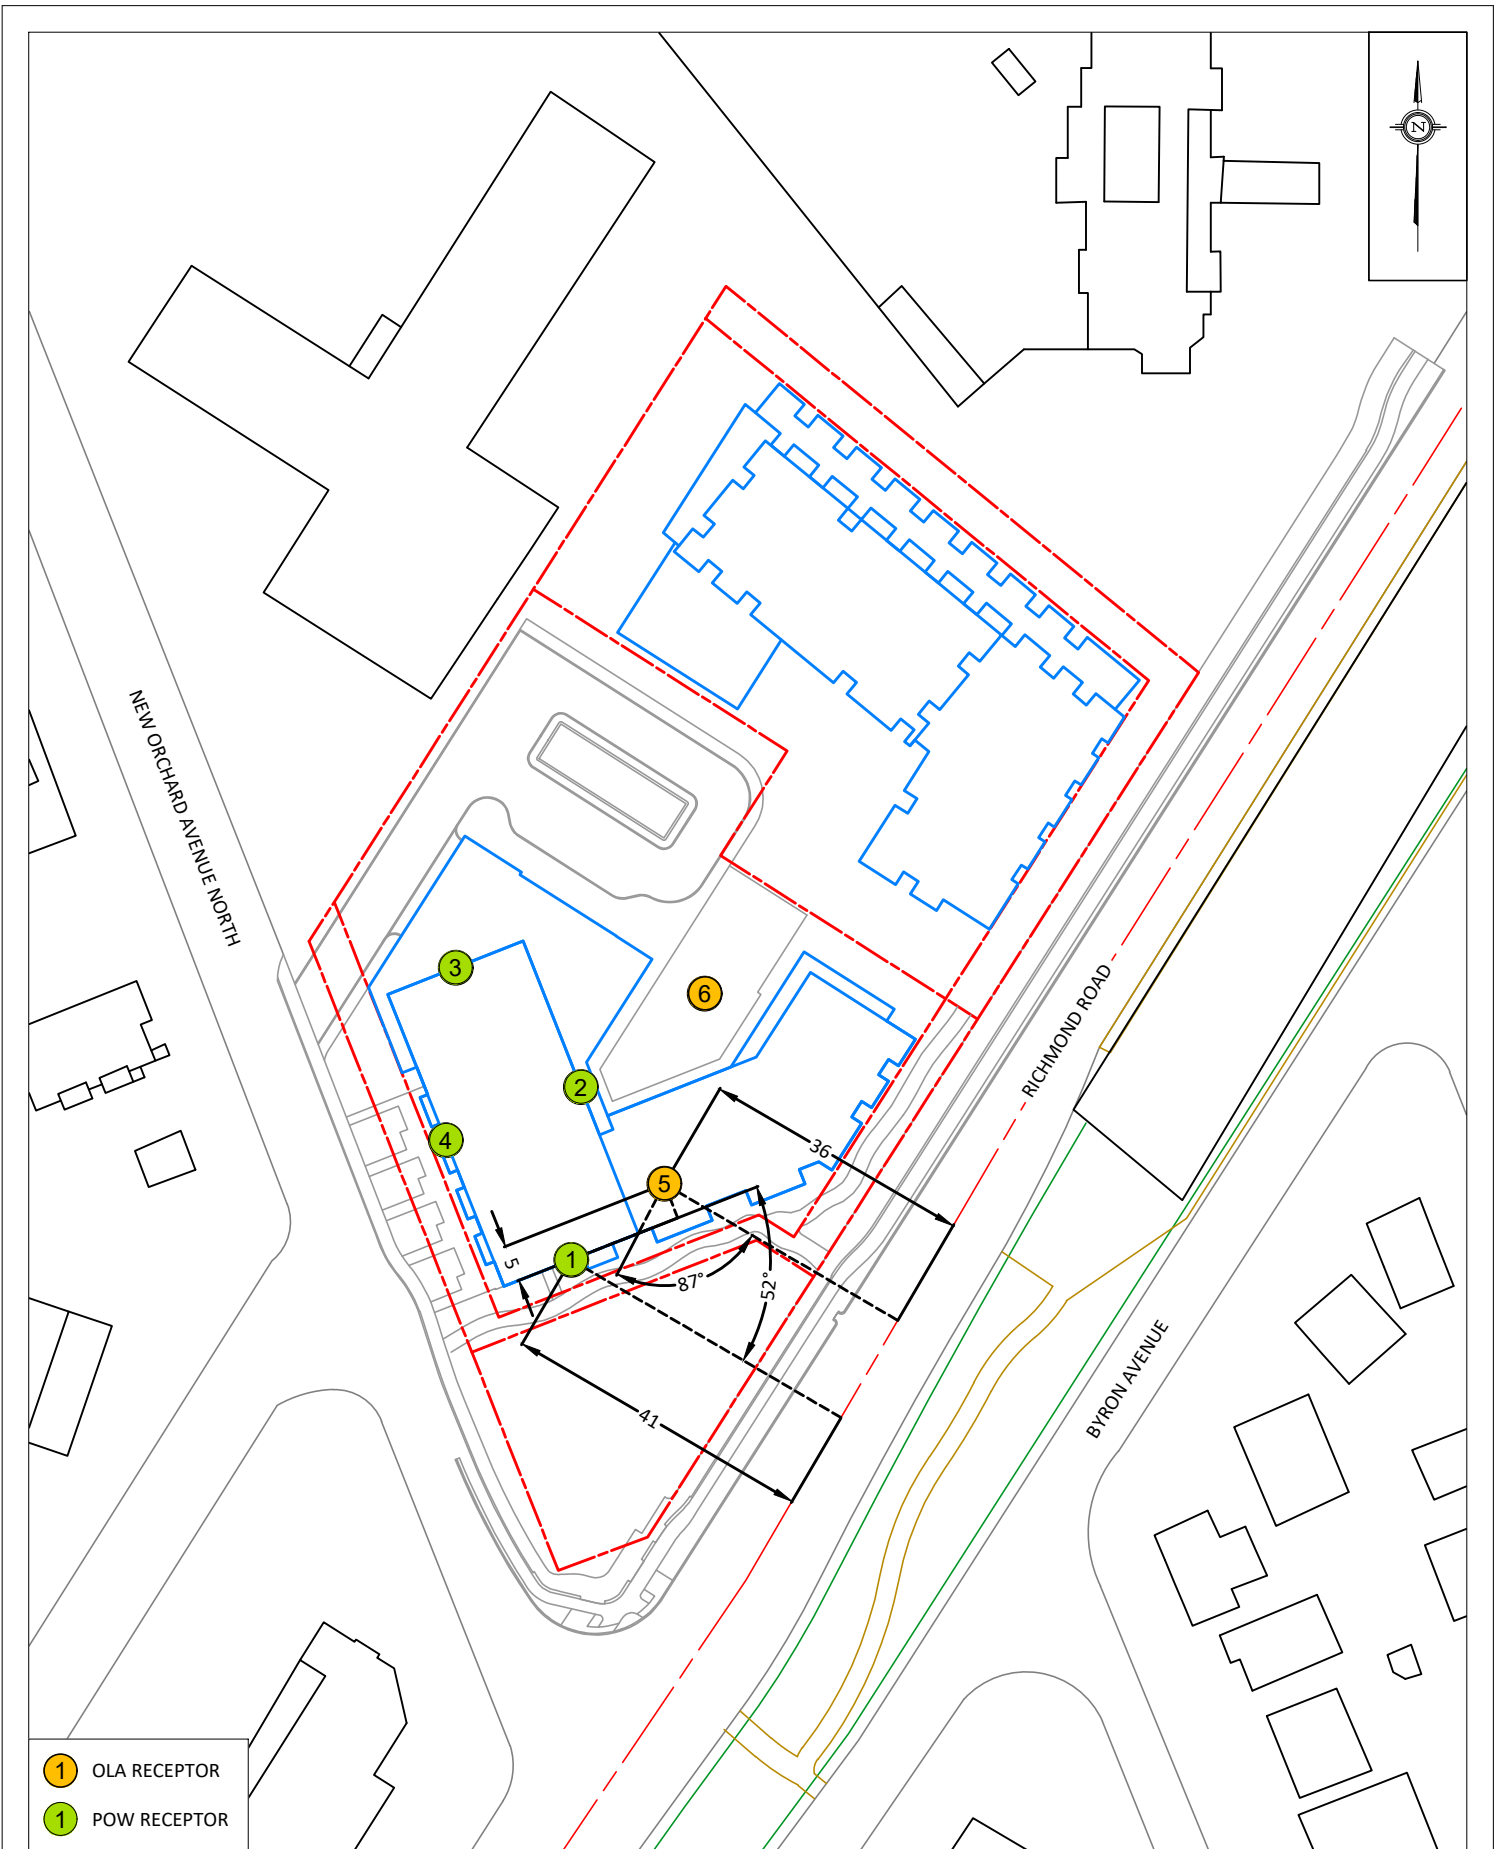 N
NEW ORCHARD AVENUE NORTH
3
6
RICHMOND ROAD
2
4
36
5
1
5
87°
52°
41
BYRON AVENUE
1 OLA RECEPTOR
1 POW RECEPTOR